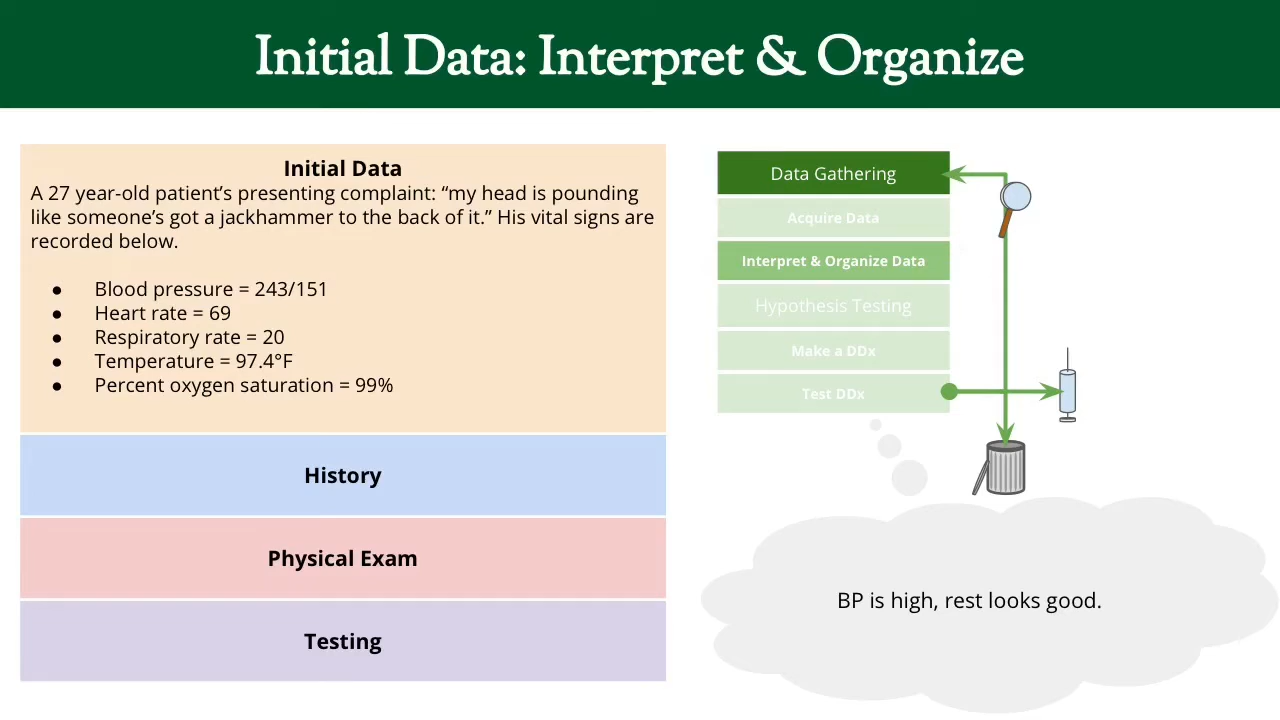 Initial Data: Interpret & Organize
Initial Data
A 27 year-old patient’s presenting complaint: “my head is pounding
like someone’s got a jackhammer to the back of it.” His vital signs are
recorded below.
● Blood pressure = 243/151
● Heart rate = 69
● Respiratory rate = 20
● Temperature = 97.4°F
● Percent oxygen saturation = 99%
History
Physical Exam
Testing
Data Gathering
Acquire Data
Interpret & Organize Data
Hypothesis Testing
Make a DDx
Test DDx
BP is high, rest looks good.